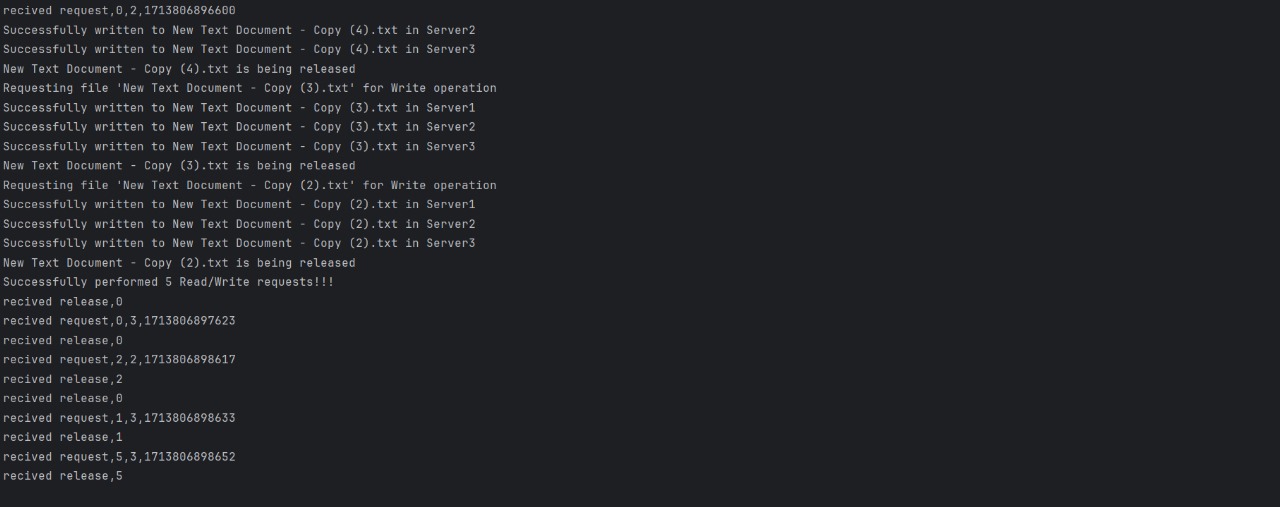 recived request,0,2,1713806896600
Successfully written to New Text Document - Copy (4).txt in Server2
Successfully written to New Text Document - Copy (4).txt in Server3
New Text Document - Copy (4).txt is being released
Requesting file 'New Text Document - Copy (3).txt' for Write operation
Successfully written to New Text Document - Copy (3).txt in Server1
Successfully written to New Text Document - Copy (3).txt in Server2
Successfully written to New Text Document - Copy (3).txt in Server3
New Text Document - Copy (3).txt is being released
Requesting file 'New Text Document - Copy (2).txt' for Write operation
Successfully written to New Text Document - Copy (2).txt in Server1
Successfully written to New Text Document - Copy (2).txt in Server2
Successfully written to New Text Document - Copy (2).txt in Server3
New Text Document - Copy (2).txt is being released
Successfully performed 5 Read/Write requests!!!
recived release,0
recived request,0,3,1713806897623
recived release,0
recived request,2,2,1713806898617
recived release,2
recived release,0
recived request,1,3,1713806898633
recived release,1
recived request,5,3,1713806898652
recived release,5